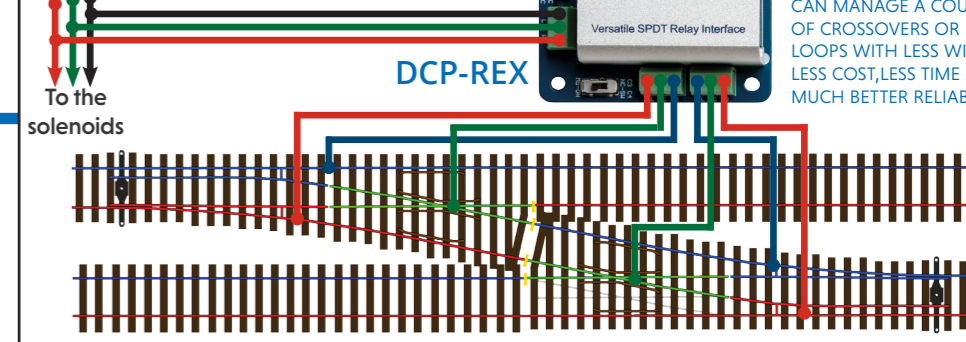 CAN MANAGE A COU
OF CROSSOVERS OR
LOOPS WITH LESS WI
LESS COST,LESS TIME
MUCH BETTER RELIAB
Versatile SPDT Relay Interface
DCP-REX
To the
solenoids